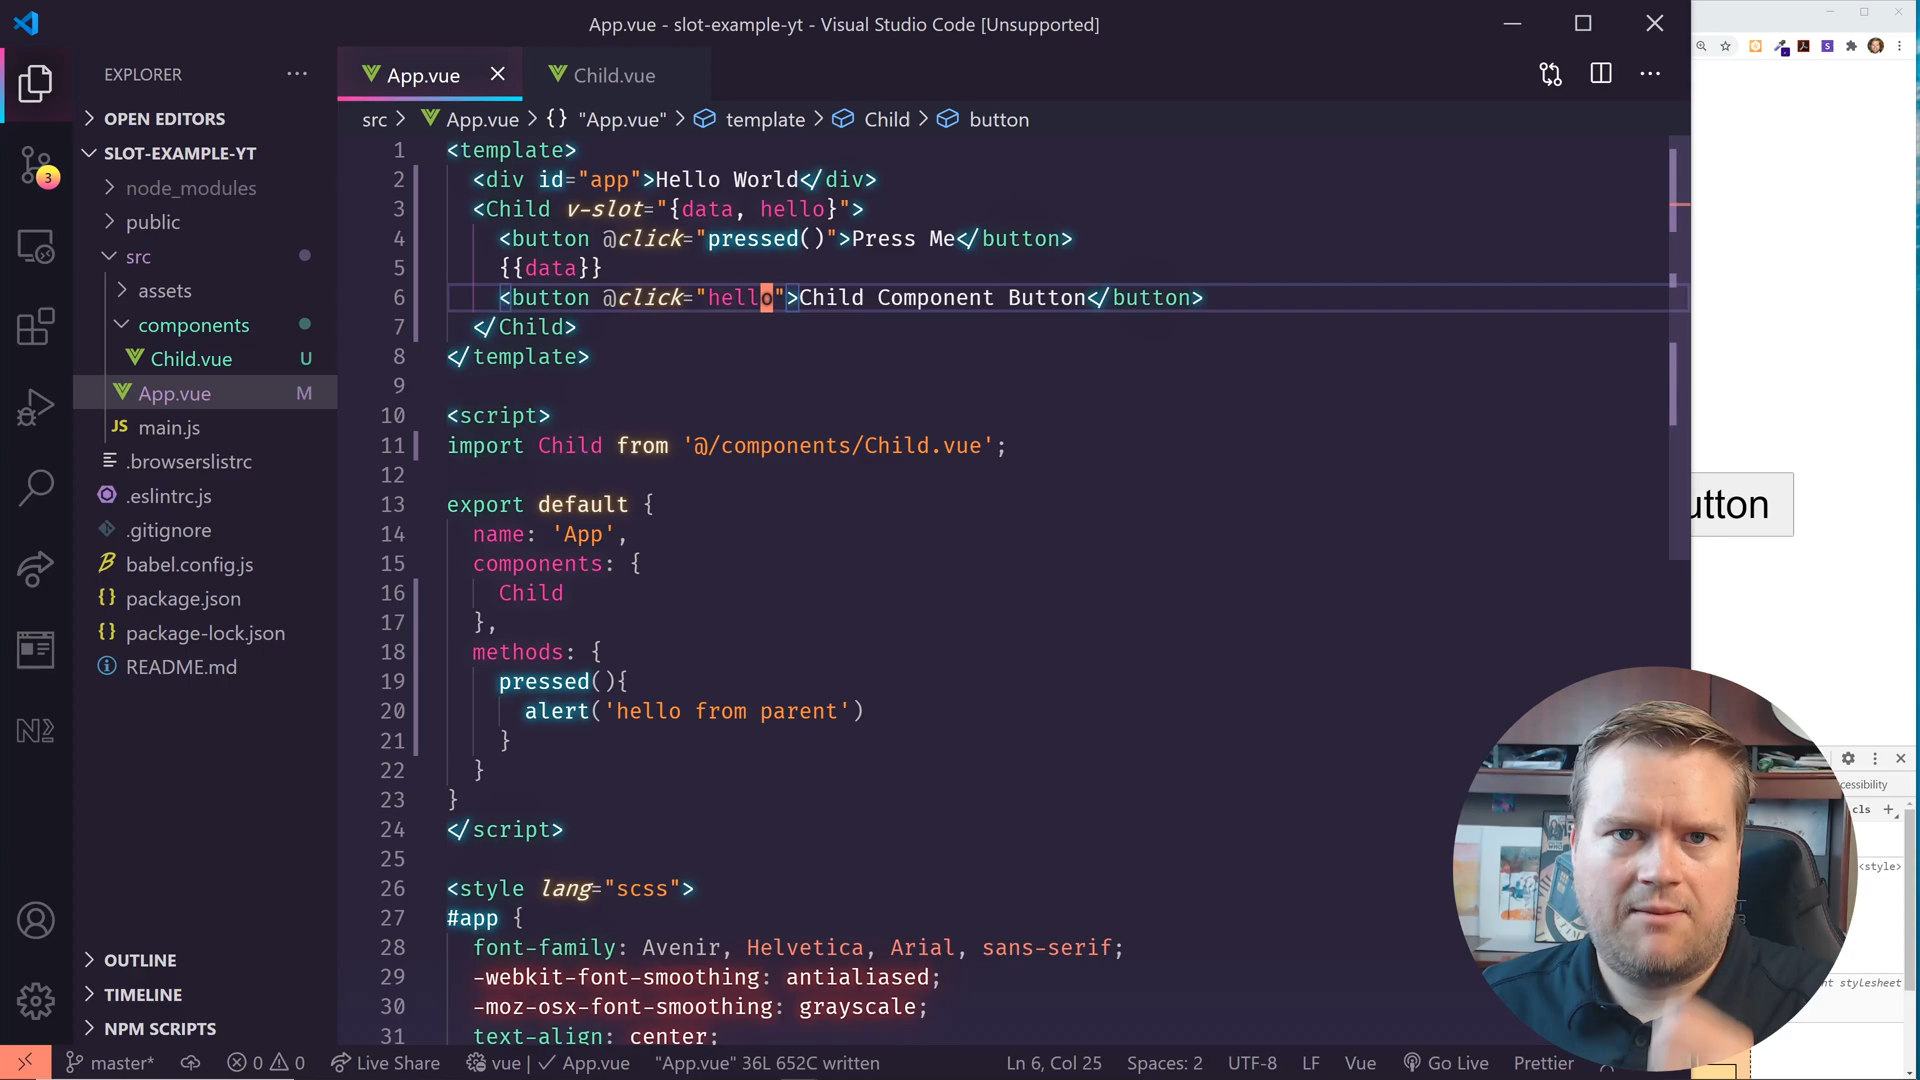 App.vue - slot-example-yt - Visual Studio Code [Unsupported]
EXPLORER
App.vue
Child.vue
OPEN EDITORS
src
App.vue
{} "App.vue"
template
Child
button
SLOT-EXAMPLE-YT
3
node_modules
public
src
assets
components
Child.vue U
App.vue M
JS main.js
.browserslistrc
.eslintrc.js
.gitignore
babel.config.js
{} package.json
{} package-lock.json
README.md
OUTLINE
TIMELINE
NPM SCRIPTS
1 <template>
2 <div id="app">Hello World</div>
3 <Child v-slot="{data, hello}">
4 <button @click="pressed()">Press Me</button>
5 {{data}}
6 <button @click="hello">Child Component Button</button>
7 </Child>
8 </template>
9
10 <script>
11 import Child from '@/components/Child.vue';
12
13 export default {
14 name: 'App',
15 components: {
16 Child
17 },
18 methods: {
19 pressed(){
20 alert('hello from parent')
21 }
22 }
23 }
24 </script>
25
26 <style lang="scss">
27 #app {
28 font-family: Avenir, Helvetica, Arial, sans-serif;
29 -webkit-font-smoothing: antialiased;
30 -moz-osx-font-smoothing: grayscale;
31 text-align: center;
utton
cessibility
cls +
<style>
nt stylesheet
master*
0
0
Live Share
vue
App.vue
"App.vue" 36L 652C written
Ln 6, Col 25
Spaces: 2
UTF-8
LF
Vue
Go Live
Prettier